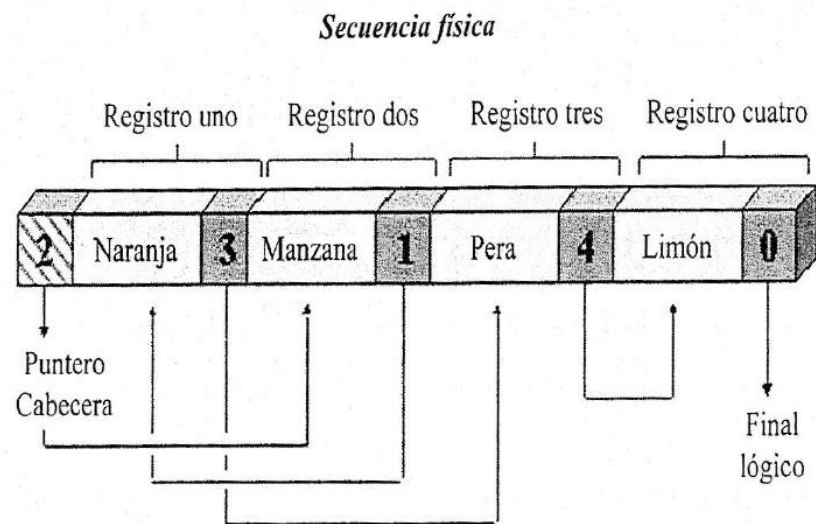 Secuencia física
Registro uno Registro dos Registro tres Registro cuatro
2 Naranja 3 Manzana 1 Pera 4 Limón 0
Puntero
Cabecera
Final
lógico